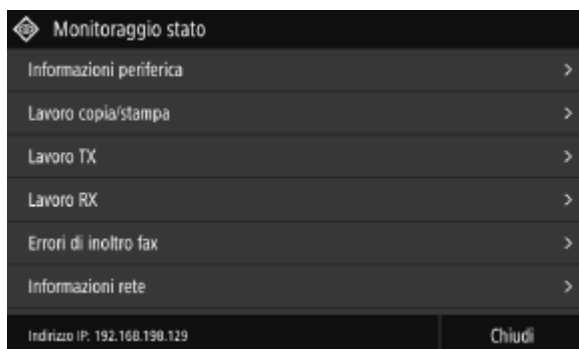 Monitoraggio stato
Informazioni periferica
Lavoro copia/stampa
Lavoro TX
Lavoro RX
Errori di inoltro fax
Informazioni rete
Indirizzo IP: 192.168.198.129
Chiudi